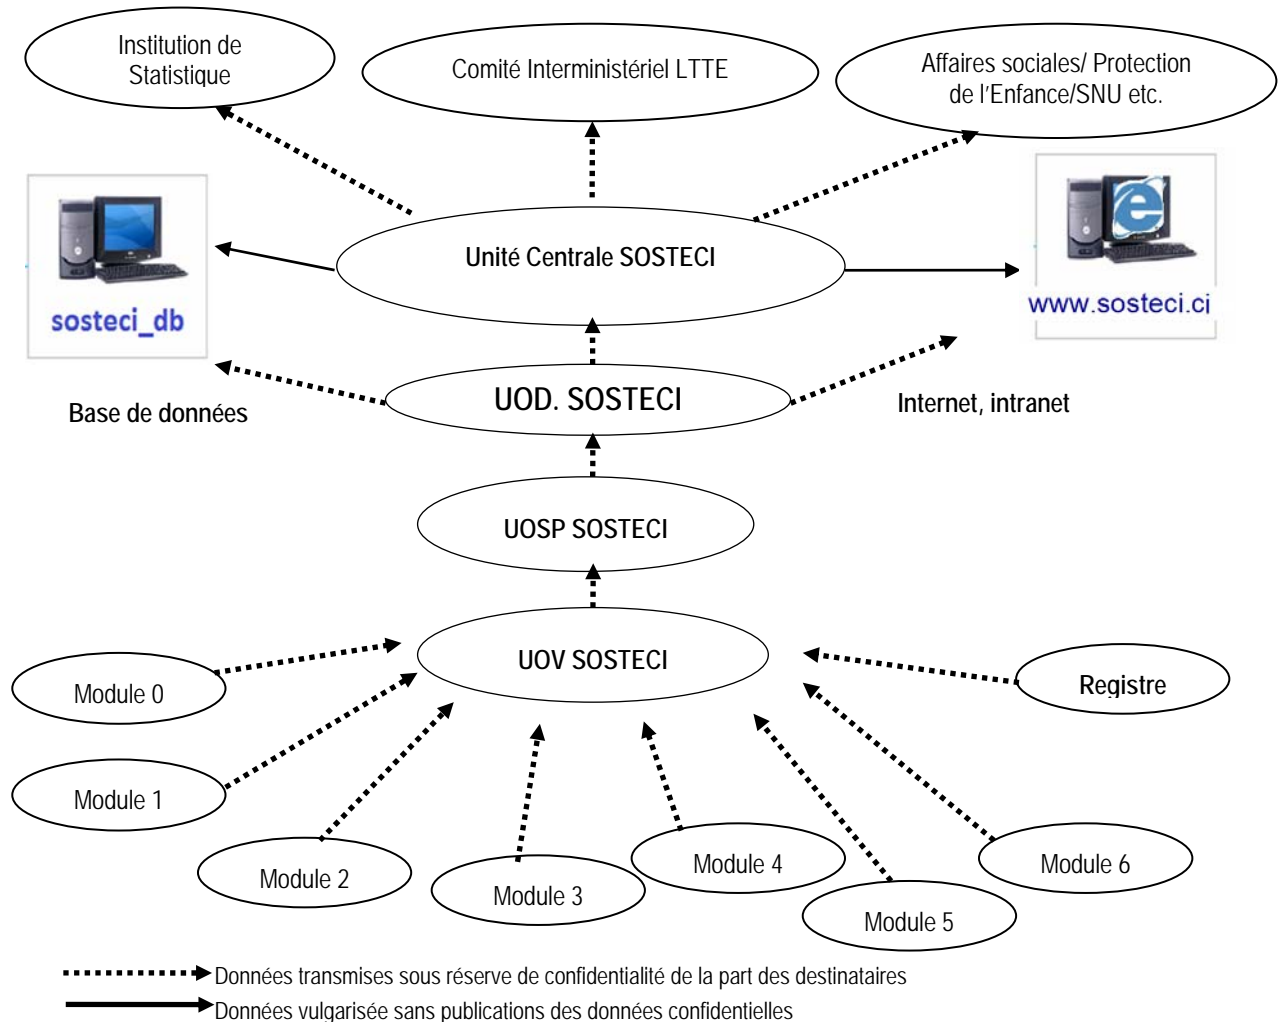 Institution de
Statistique
Comité Interministériel LTTE
Affaires sociales/ Protection
de l'Enfance/SNU etc.
Unité Centrale SOSTECI
sosteci_db
www.sosteci.ci
UOD. SOSTECI
Base de données
Internet, intranet
UOSP SOSTECI
UOV SOSTECI
Module 0
Registre
Module 1
Module 2
Module 3
Module 4
Module 5
Module 6
Données transmises sous réserve de confidentialité de la part des destinataires
Données vulgarisée sans publications des données confidentielles